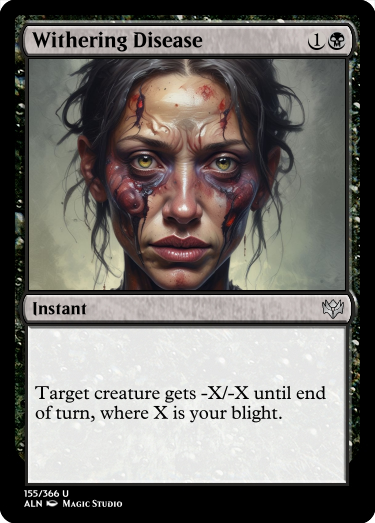 Withering Disease 1
Instant
Target creature gets -X/-X until end
of turn, where X is your blight.
155/366 U
ALN Magic Studio